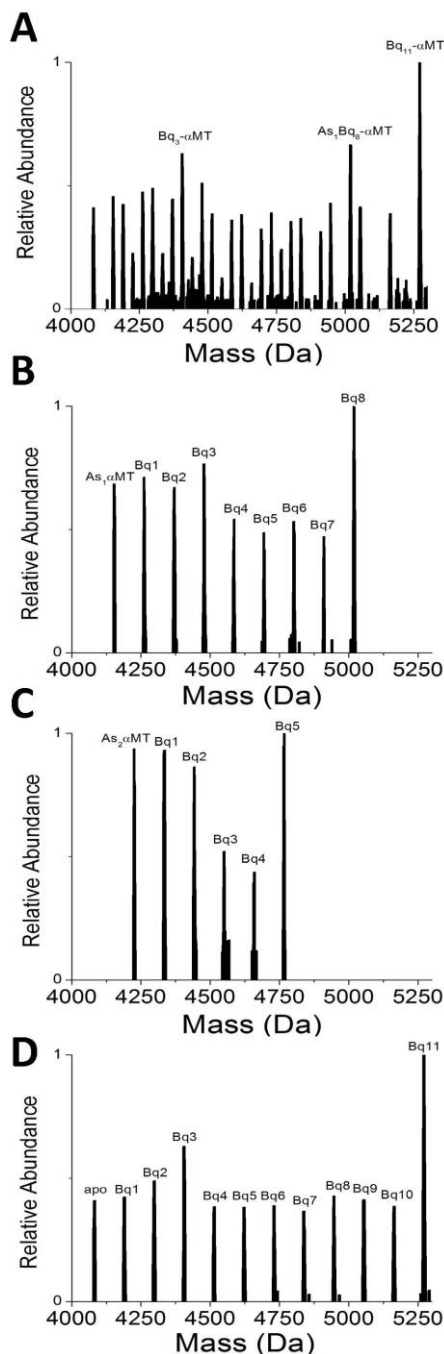 A
Bq11-αMT
1
As1Bq8-αMT
Bq3-αMT
Relative Abundance
0
4000 4250 4500 4750 5000 5250
Mass (Da)
B
1
Bq8
Bq3
As1αMT Bq1 Bq2
Bq4 Bq5 Bq6 Bq7
Relative Abundance
0
4000 4250 4500 4750 5000 5250
Mass (Da)
C
1
As2αMT Bq1 Bq2 Bq5
Bq3 Bq4
Relative Abundance
0
4000 4250 4500 4750 5000 5250
Mass (Da)
D
1
Bq11
Bq3
apo Bq1 Bq2
Bq4 Bq5 Bq6 Bq7 Bq8 Bq9 Bq10
Relative Abundance
0
4000 4250 4500 4750 5000 5250
Mass (Da)